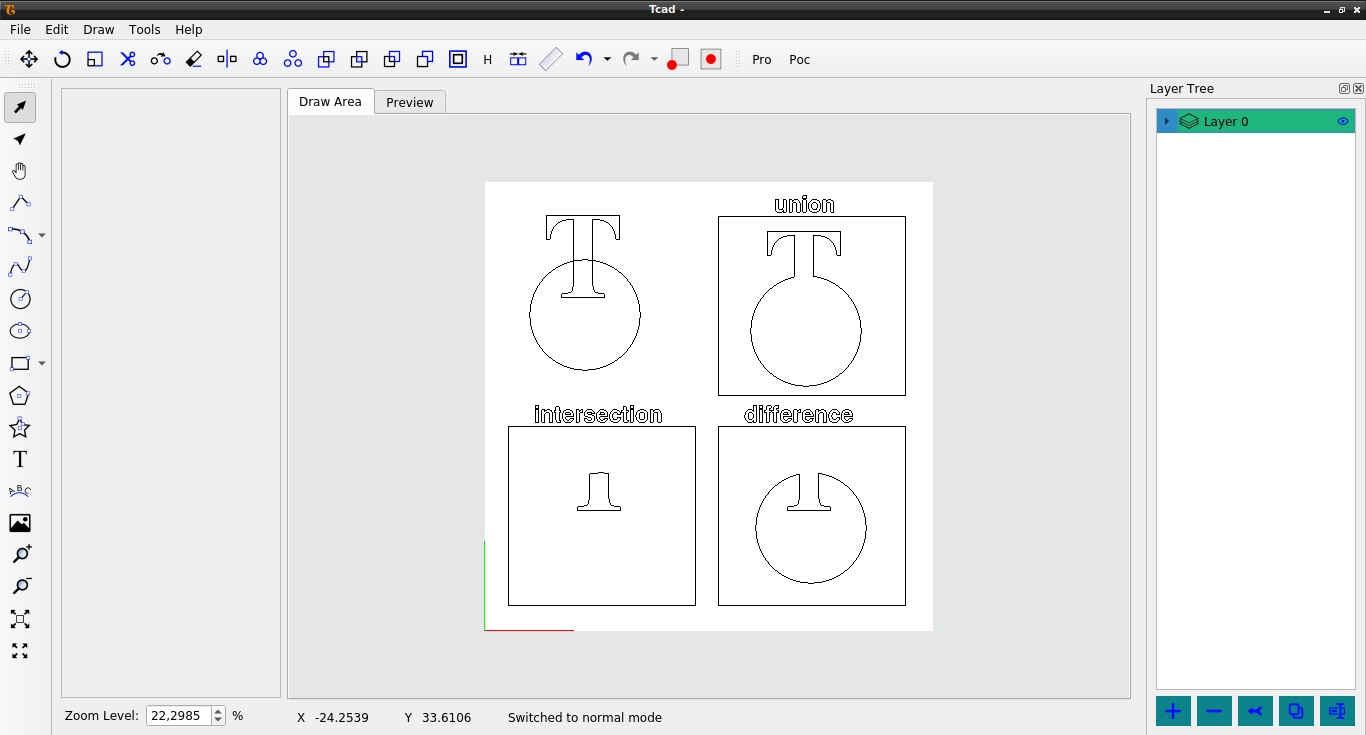 Tcad -
File Edit Draw Tools Help
H Pro Poc
Draw Area Preview
Layer Tree
Layer 0
T
union
T
intersection difference
T
A B C
Zoom Level: 22,2985 %
X -24.2539 Y 33.6106 Switched to normal mode